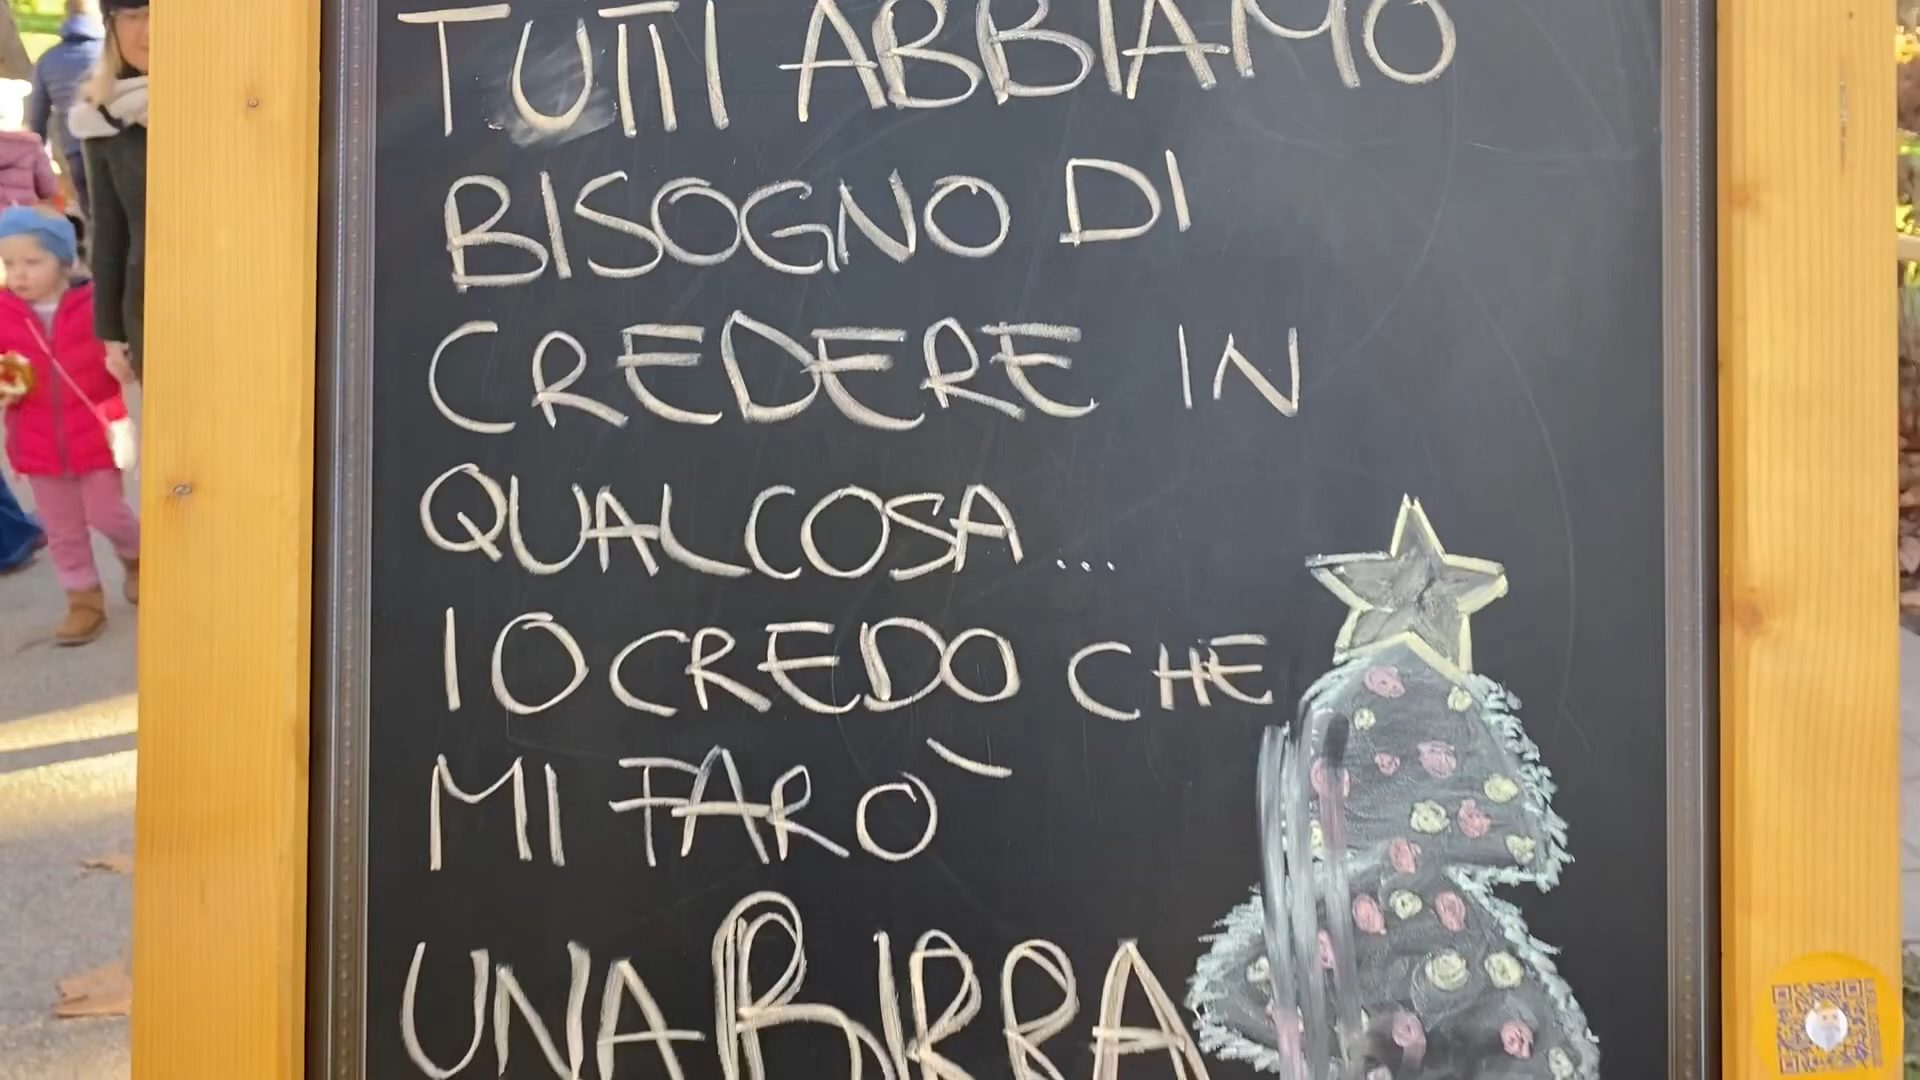 TUTTI ABBIAMO
BISOGNO DI
CREDERE IN
QUALCOSA...
IO CREDO CHE
MI FARÒ
UNA BIRRA